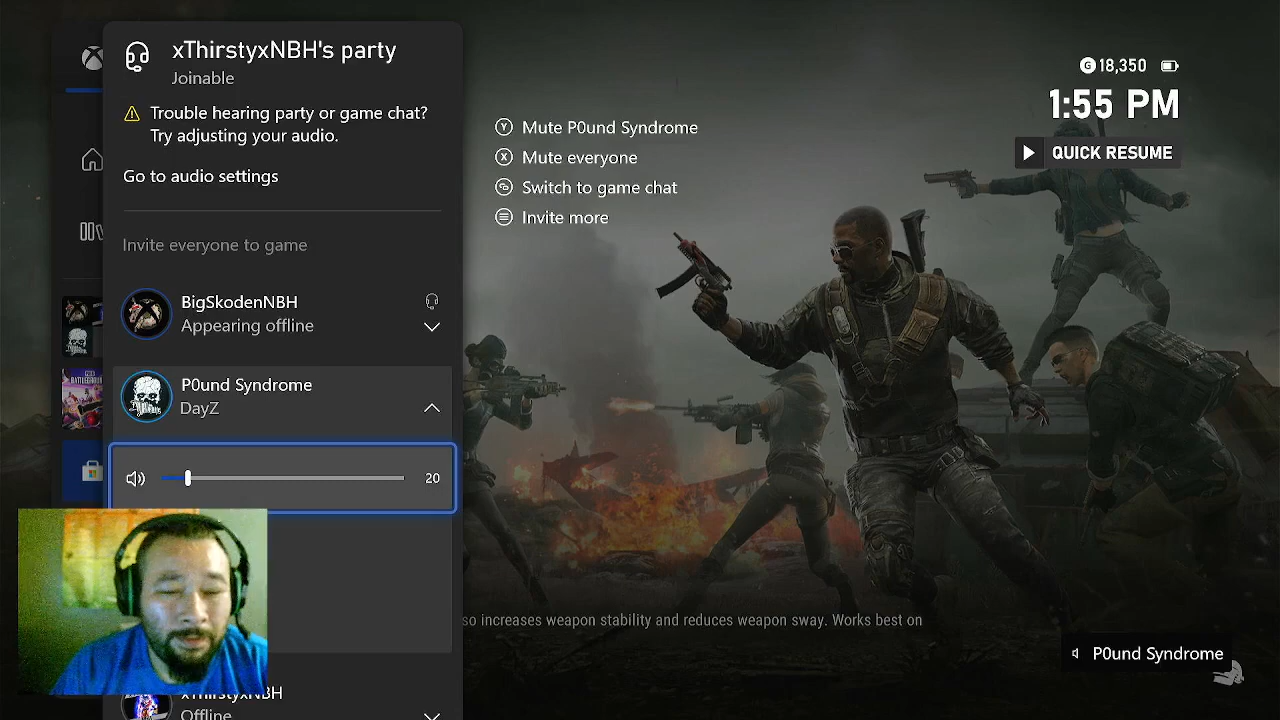 xThirstyxNBH's party
Joinable
Trouble hearing party or game chat?
Try adjusting your audio.
Go to audio settings
Invite everyone to game
BigSkodenNBH
Appearing offline
P0und Syndrome
DayZ
20
xThirstyxNBH
Offline
Y Mute P0und Syndrome
X Mute everyone
Switch to game chat
Invite more
G 18,350
1:55 PM
QUICK RESUME
so increases weapon stability and reduces weapon sway. Works best on
P0und Syndrome